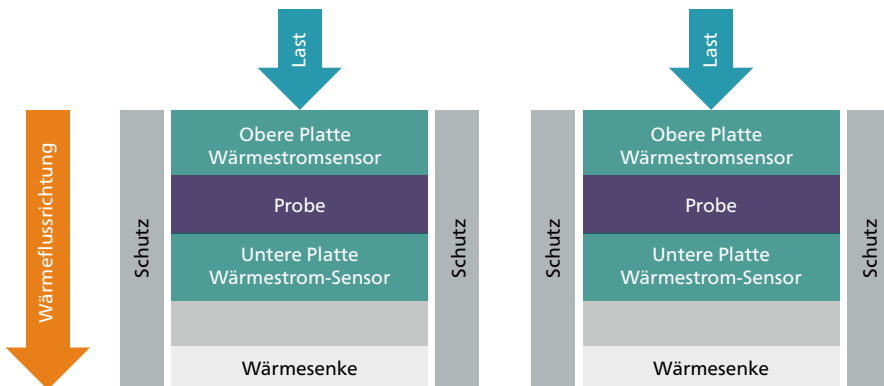 Last
Last
Wärmeflussrichtung
Schutz
Obere Platte
Wärmestromsensor
Probe
Untere Platte
Wärmestrom-Sensor
Wärmesenke
Schutz
Schutz
Obere Platte
Wärmestromsensor
Probe
Untere Platte
Wärmestrom-Sensor
Wärmesenke
Schutz